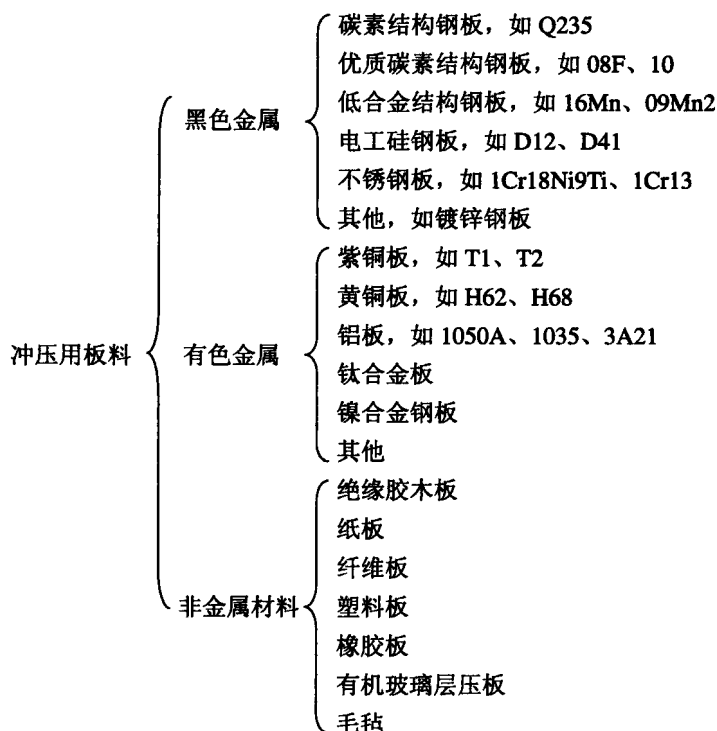 冲压用板料
黑色金属
碳素结构钢板，如 Q235
优质碳素结构钢板，如 08F、10
低合金结构钢板，如 16Mn、09Mn2
电工硅钢板，如 D12、D41
不锈钢板，如 1Cr18Ni9Ti、1Cr13
其他，如镀锌钢板
有色金属
紫铜板，如 T1、T2
黄铜板，如 H62、H68
铝板，如 1050A、1035、3A21
钛合金板
镍合金钢板
其他
非金属材料
绝缘胶木板
纸板
纤维板
塑料板
橡胶板
有机玻璃层压板
毛毡